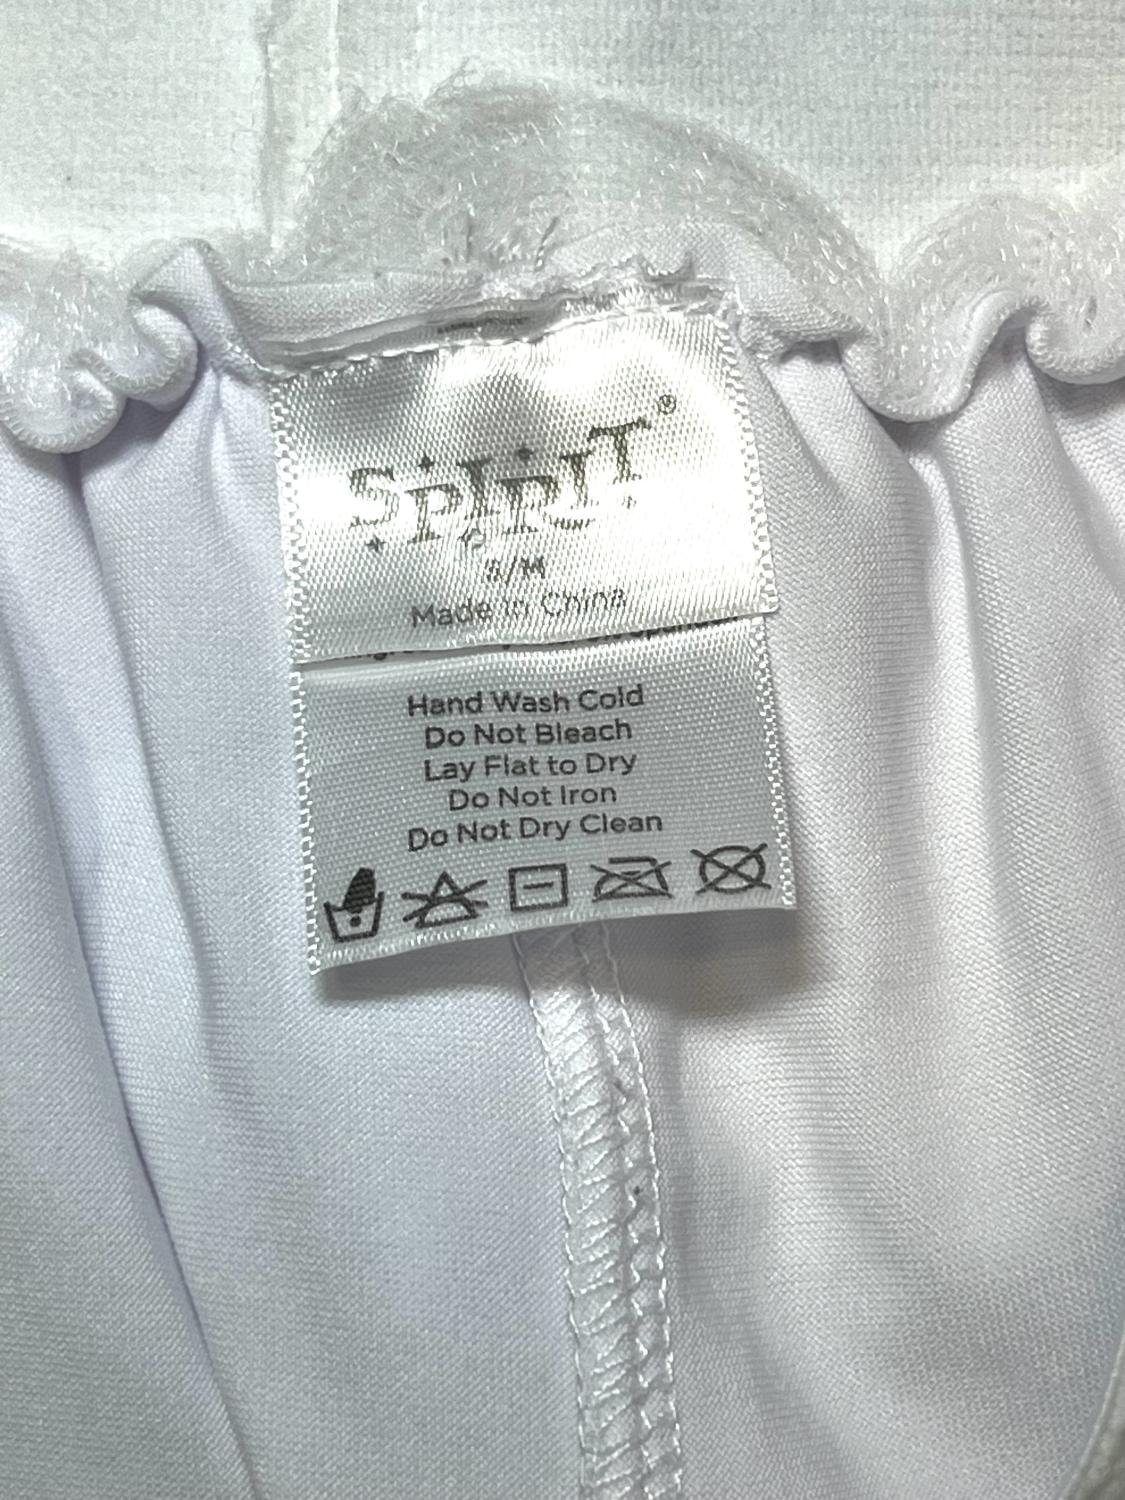 SPIRIT®
S/M
Made in China
Hand Wash Cold
Do Not Bleach
Lay Flat to Dry
Do Not Iron
Do Not Dry Clean